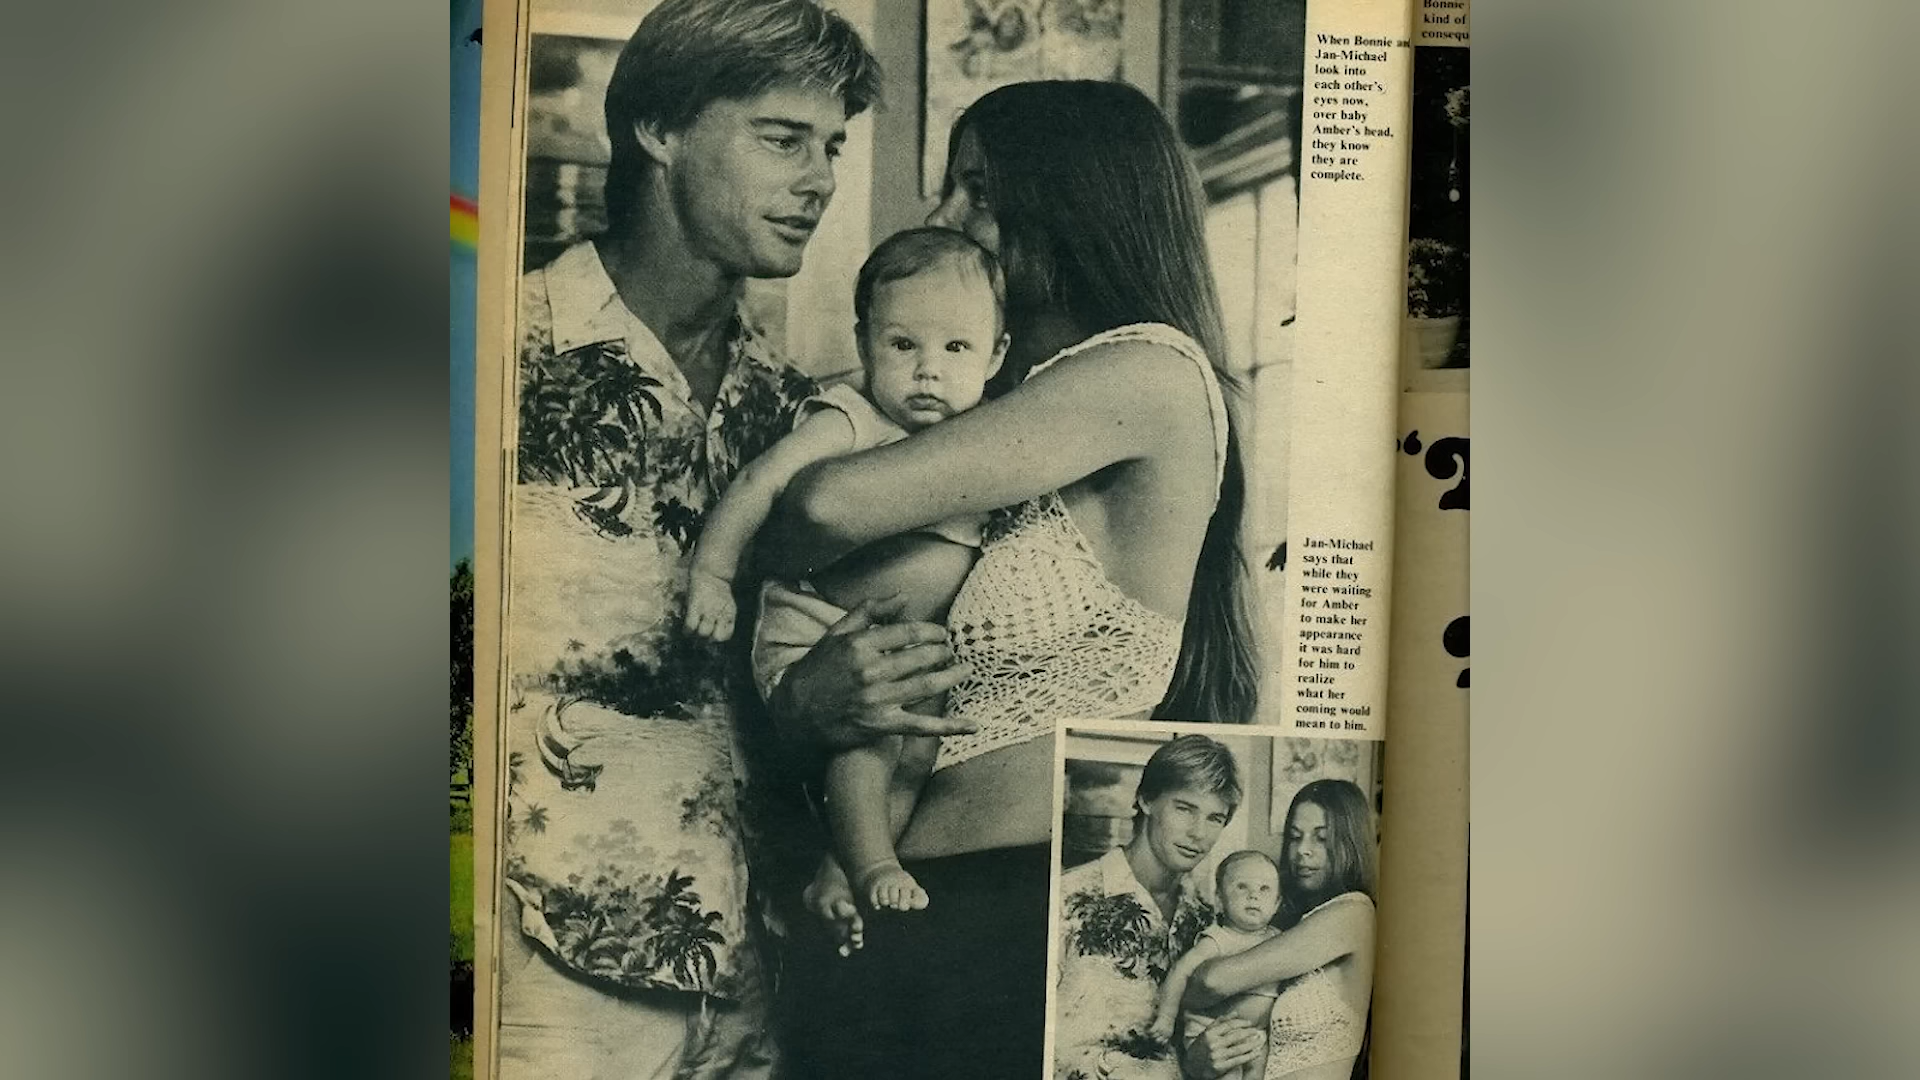 When Bonnie an
Jan-Michael
look into
each other's
eyes now,
over baby
Amber's head,
they know
they are
complete.
Jan-Michael
says that
while they
were waiting
for Amber
to make her
appearance
it was hard
for him to
realize
what her
coming would
mean to him.
Bonnie
kind of
consequ